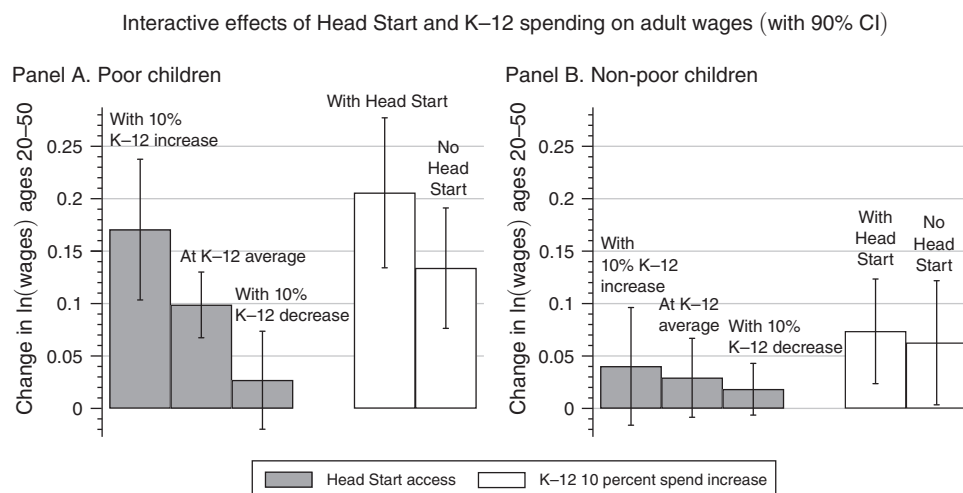 Interactive effects of Head Start and K–12 spending on adult wages (with 90% CI)
Panel A. Poor children
Change in ln(wages) ages 20–50
0.25
0.2
0.15
0.1
0.05
0
With 10%
K–12 increase
At K–12 average
With 10%
K–12 decrease
With Head Start
No
Head
Start
Panel B. Non-poor children
Change in ln(wages) ages 20–50
0.25
0.2
0.15
0.1
0.05
0
With
10% K–12
increase
At K–12
average
With 10%
K–12 decrease
With
Head
Start
No
Head
Start
Head Start access
K–12 10 percent spend increase